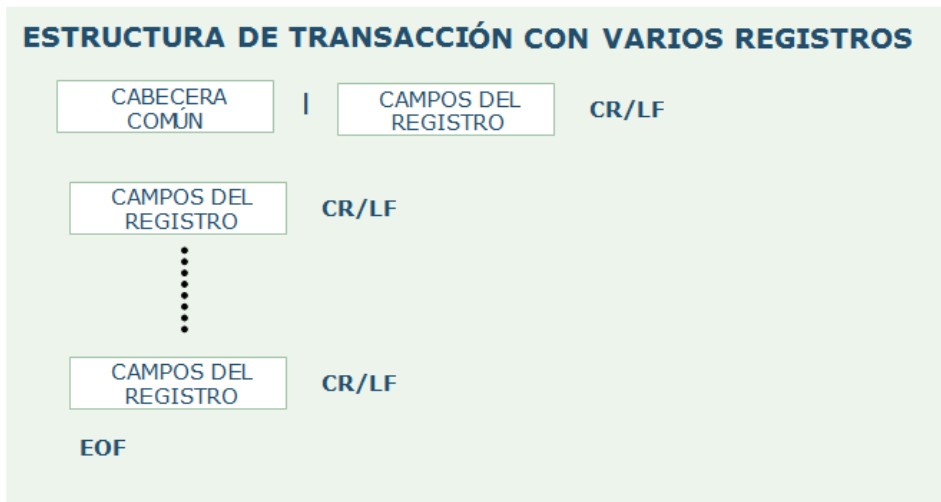 ESTRUCTURA DE TRANSACCIÓN CON VARIOS REGISTROS
CABECERA
COMÚN
|
CAMPOS DEL
REGISTRO
CR/LF
CAMPOS DEL
REGISTRO
CR/LF
CAMPOS DEL
REGISTRO
CR/LF
EOF